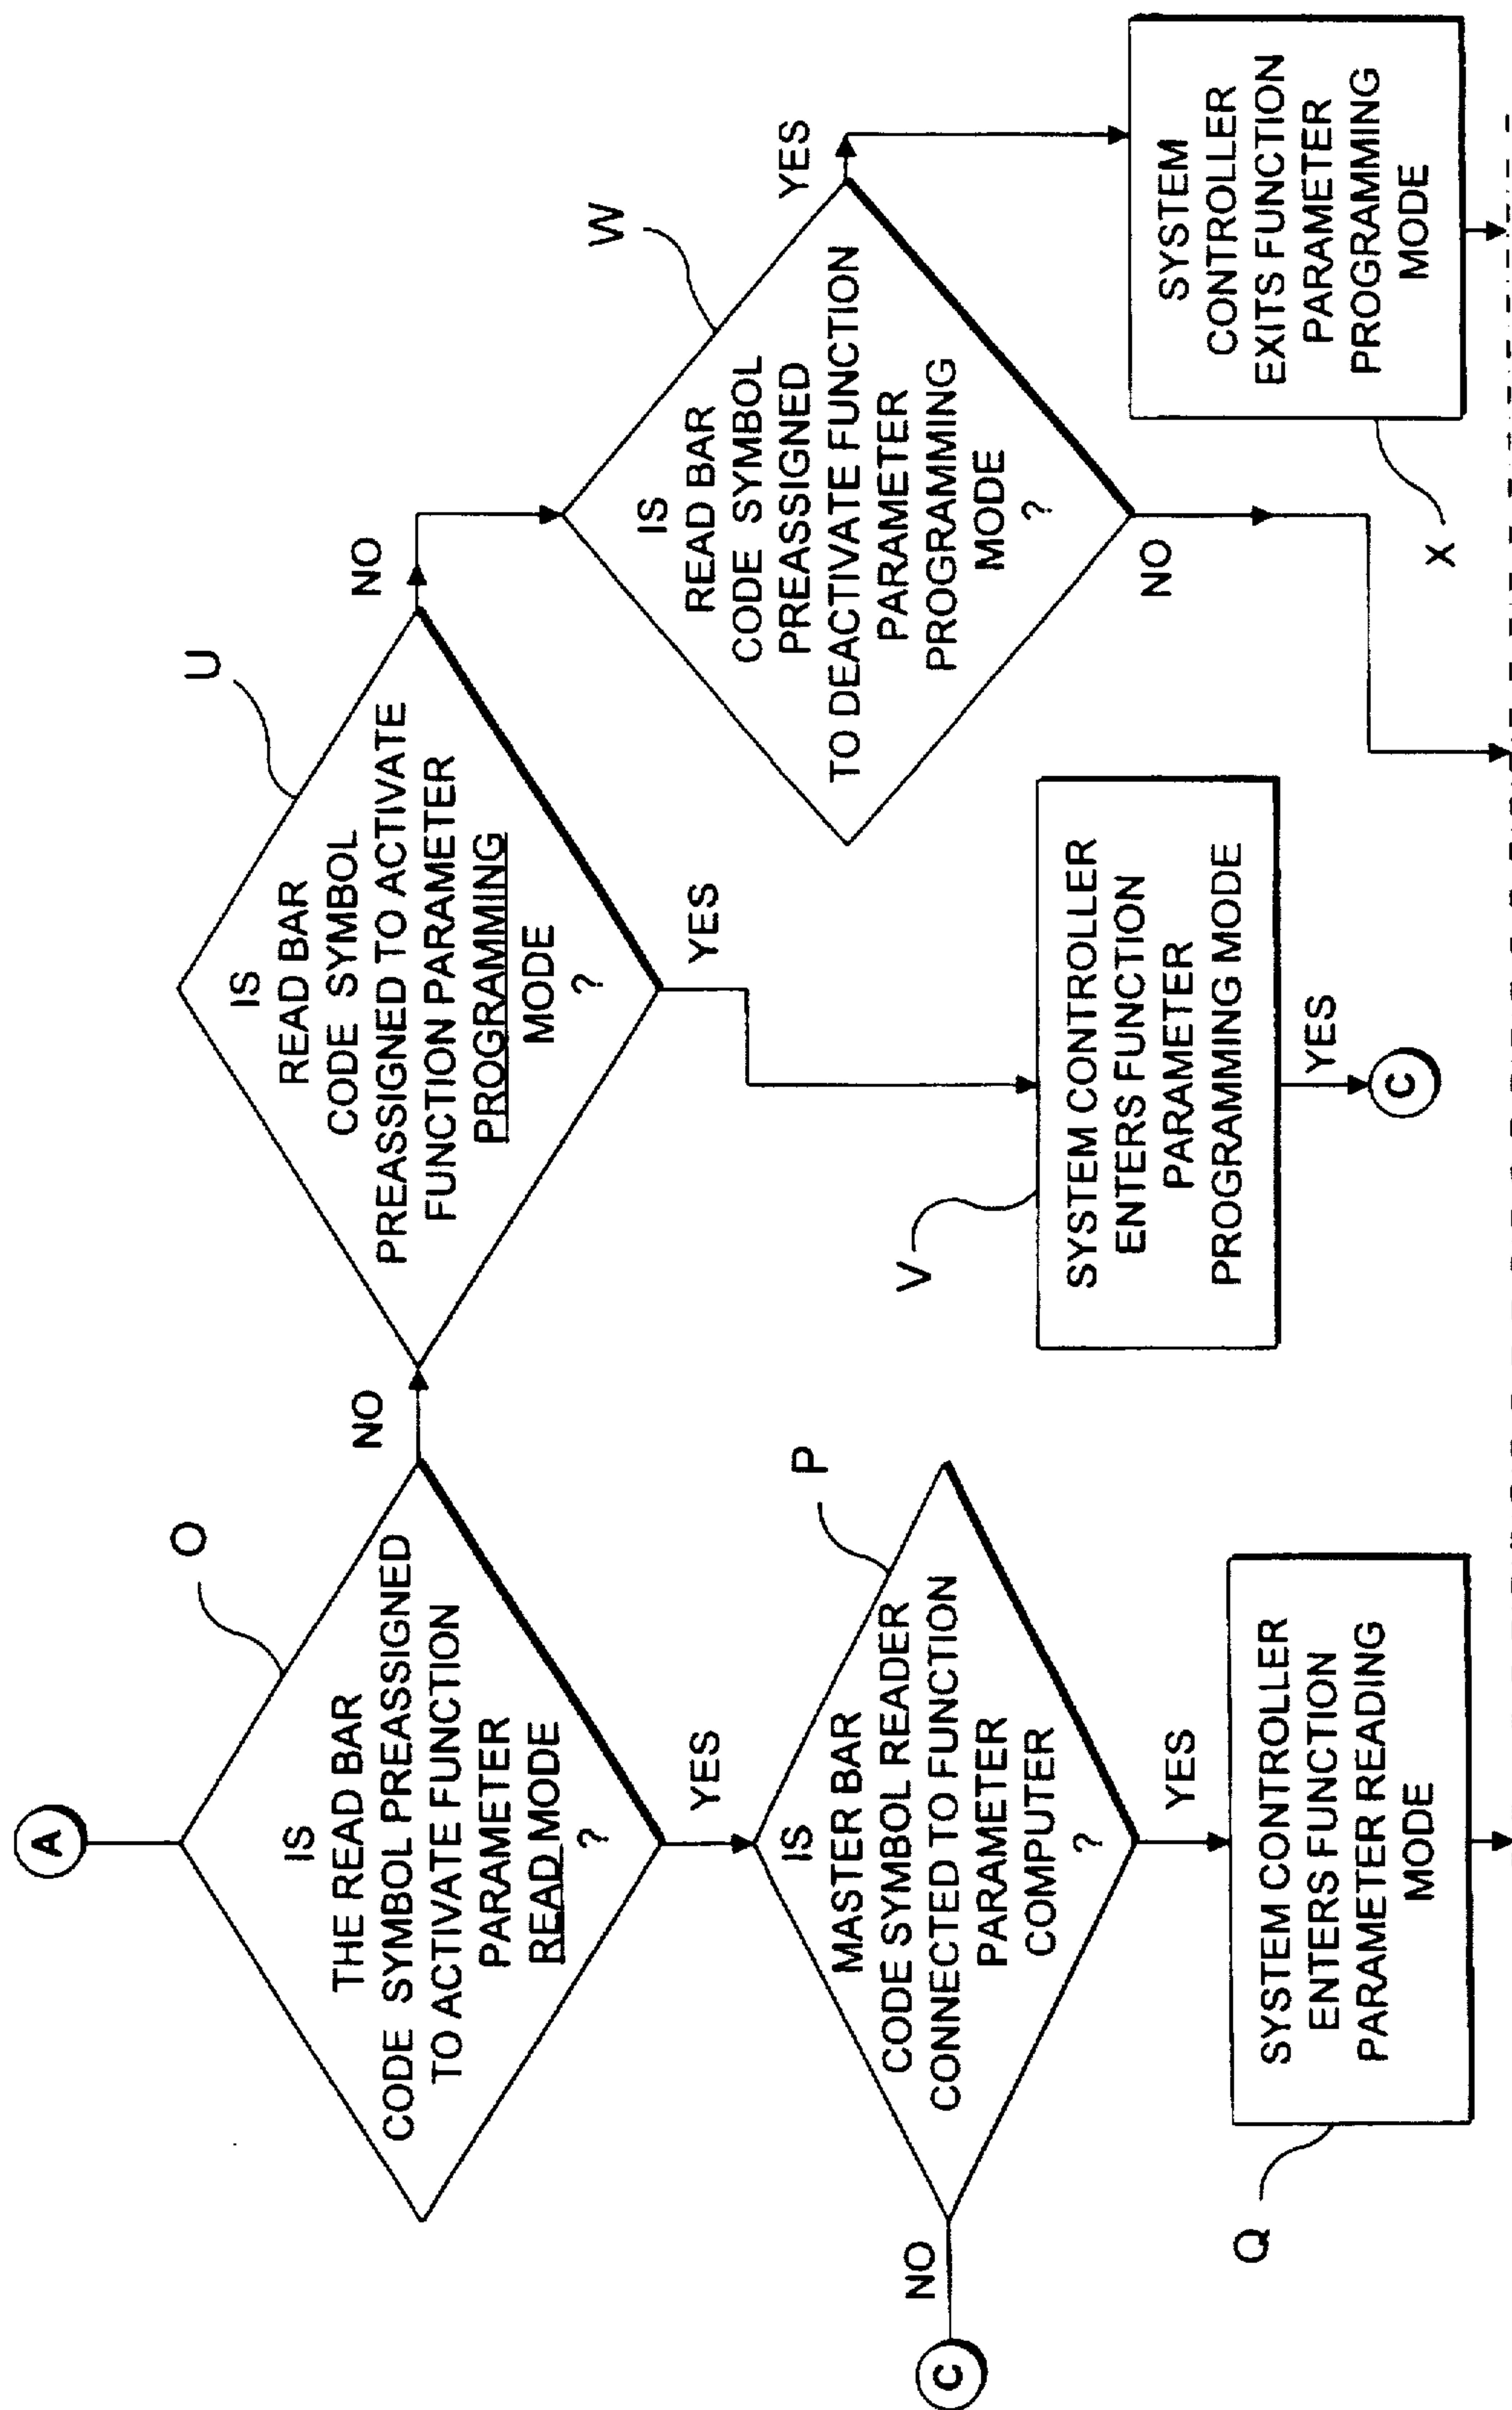 A
O
IS
THE READ BAR
CODE SYMBOL PREASSIGNED
TO ACTIVATE FUNCTION
PARAMETER
READ MODE
?
NO
YES
U
IS
READ BAR
CODE SYMBOL
PREASSIGNED TO ACTIVATE
FUNCTION PARAMETER
PROGRAMMING
MODE
?
NO
YES
W
IS
READ BAR
CODE SYMBOL
PREASSIGNED
TO DEACTIVATE FUNCTION
PARAMETER
PROGRAMMING
MODE
?
YES
NO
P
IS
MASTER BAR
CODE SYMBOL READER
CONNECTED TO FUNCTION
PARAMETER
COMPUTER
?
NO
C
YES
V
SYSTEM CONTROLLER
ENTERS FUNCTION
PARAMETER
PROGRAMMING MODE
YES
C
SYSTEM
CONTROLLER
EXITS FUNCTION
PARAMETER
PROGRAMMING
MODE
X
Q
SYSTEM CONTROLLER
ENTERS FUNCTION
PARAMETER READING
MODE